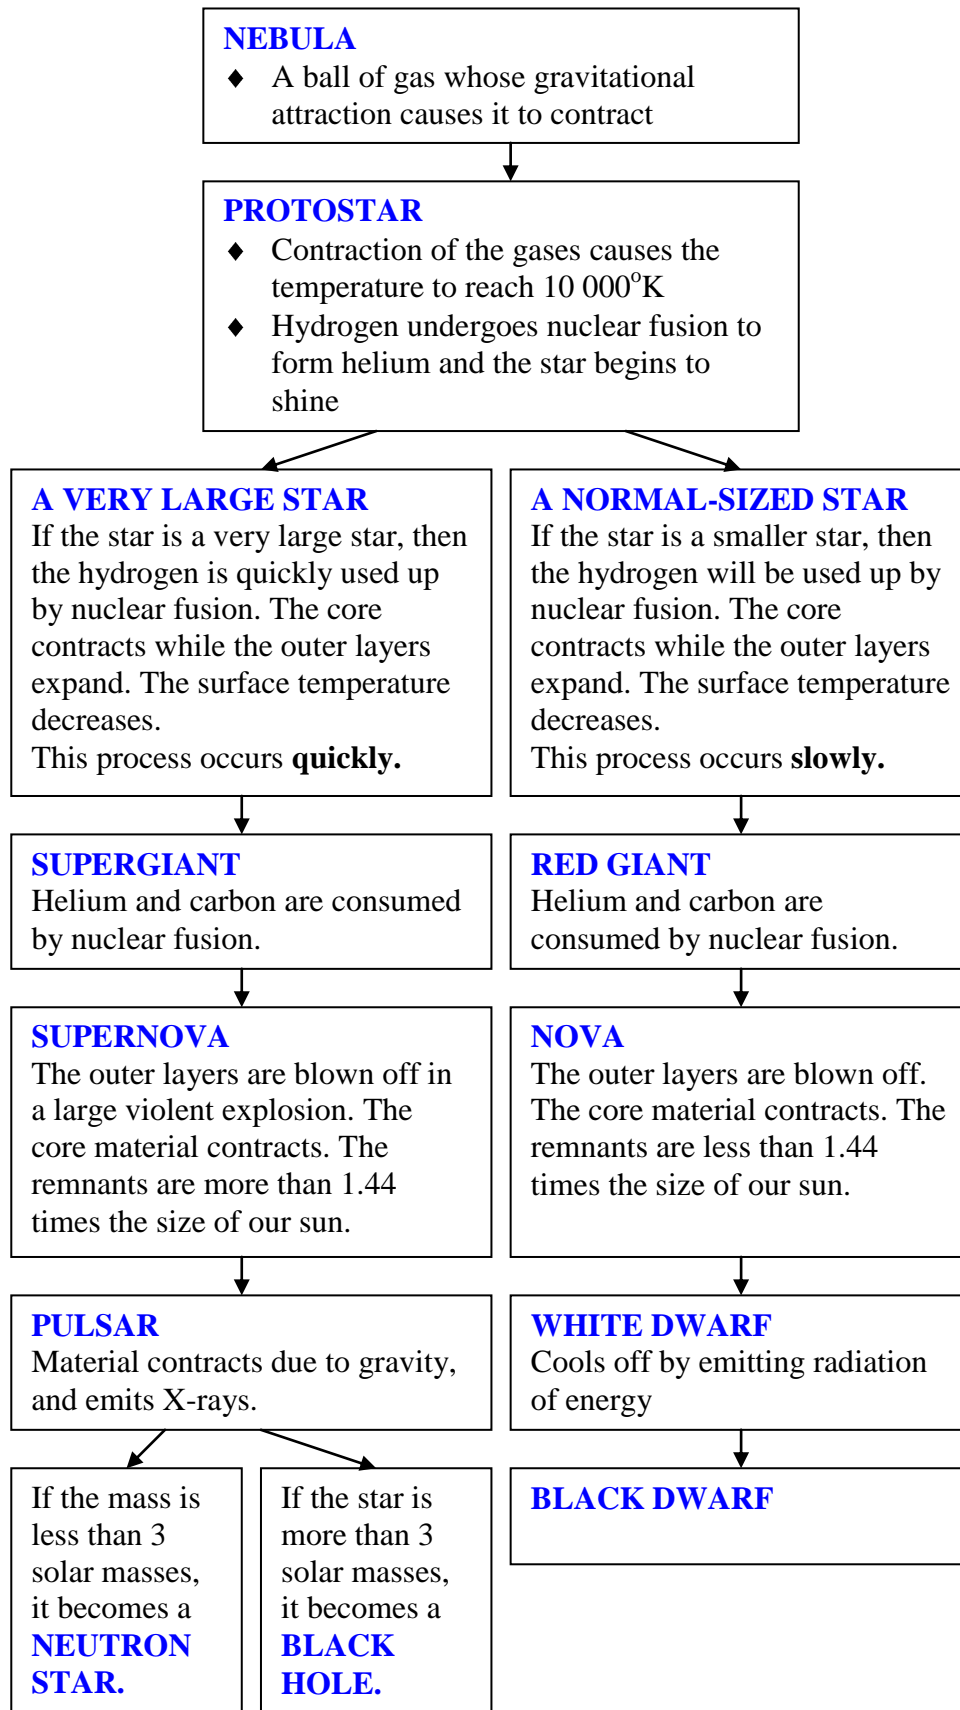 NEBULA
♦ A ball of gas whose gravitational
attraction causes it to contract
PROTOSTAR
♦ Contraction of the gases causes the
temperature to reach 10 000°K
♦ Hydrogen undergoes nuclear fusion to
form helium and the star begins to
shine
A VERY LARGE STAR
If the star is a very large star, then
the hydrogen is quickly used up
by nuclear fusion. The core
contracts while the outer layers
expand. The surface temperature
decreases.
This process occurs quickly.
A NORMAL-SIZED STAR
If the star is a smaller star, then
the hydrogen will be used up by
nuclear fusion. The core
contracts while the outer layers
expand. The surface temperature
decreases.
This process occurs slowly.
SUPERGIANT
Helium and carbon are consumed
by nuclear fusion.
RED GIANT
Helium and carbon are
consumed by nuclear fusion.
SUPERNOVA
The outer layers are blown off in
a large violent explosion. The
core material contracts. The
remnants are more than 1.44
times the size of our sun.
NOVA
The outer layers are blown off.
The core material contracts. The
remnants are less than 1.44
times the size of our sun.
PULSAR
Material contracts due to gravity,
and emits X-rays.
WHITE DWARF
Cools off by emitting radiation
of energy
If the mass is
less than 3
solar masses,
it becomes a
NEUTRON
STAR.
If the star is
more than 3
solar masses,
it becomes a
BLACK
HOLE.
BLACK DWARF